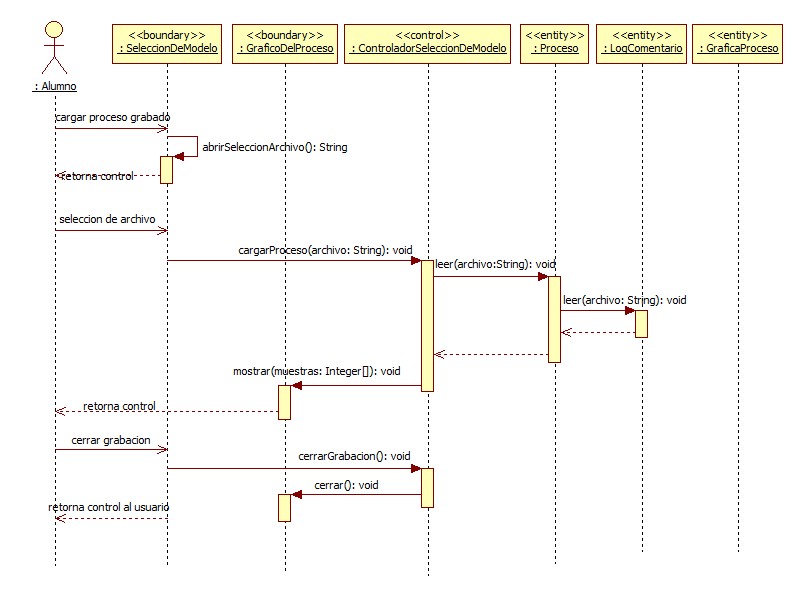 <<boundary>>
: SeleccionDeModelo
<<boundary>>
: GraficoDelProceso
<<control>>
: ControladorSeleccionDeModelo
<<entity>>
: Proceso
<<entity>>
: LogComentario
<<entity>>
: GraficaProceso
: Alumno
cargar proceso grabado
abrirSeleccionArchivo(): String
retorna control
seleccion de archivo
cargarProceso(archivo: String): void
leer(archivo:String): void
leer(archivo: String): void
mostrar(muestras: Integer[]): void
retorna control
cerrar grabacion
cerrarGrabacion(): void
cerrar(): void
retorna control al usuario